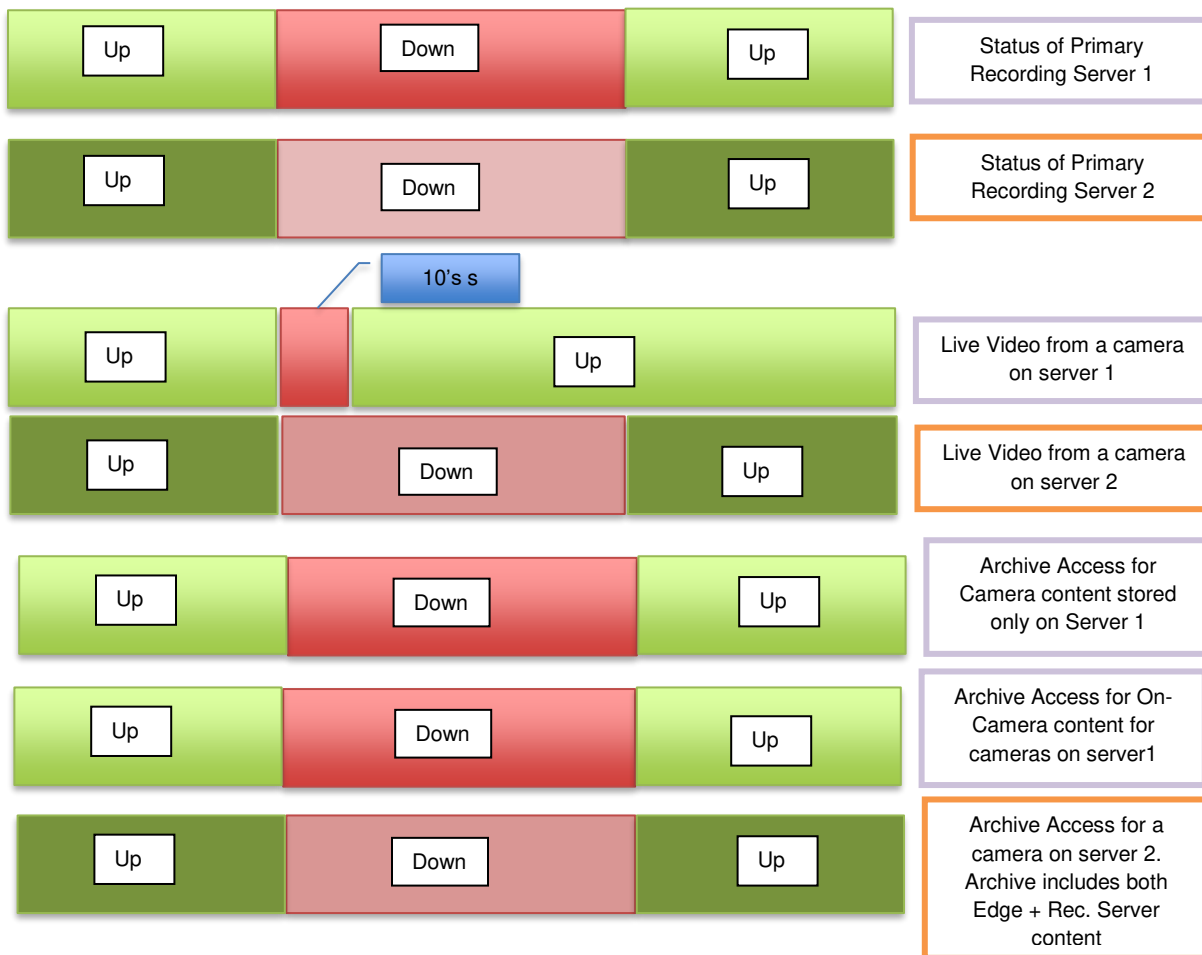 Up
Down
Up
Status of Primary
Recording Server 1
Up
Down
Up
Status of Primary
Recording Server 2
10’s s
Up
Up
Live Video from a camera
on server 1
Up
Down
Up
Live Video from a camera
on server 2
Up
Down
Up
Archive Access for
Camera content stored
only on Server 1
Up
Down
Up
Archive Access for On-
Camera content for
cameras on server1
Up
Down
Up
Archive Access for a
camera on server 2.
Archive includes both
Edge + Rec. Server
content